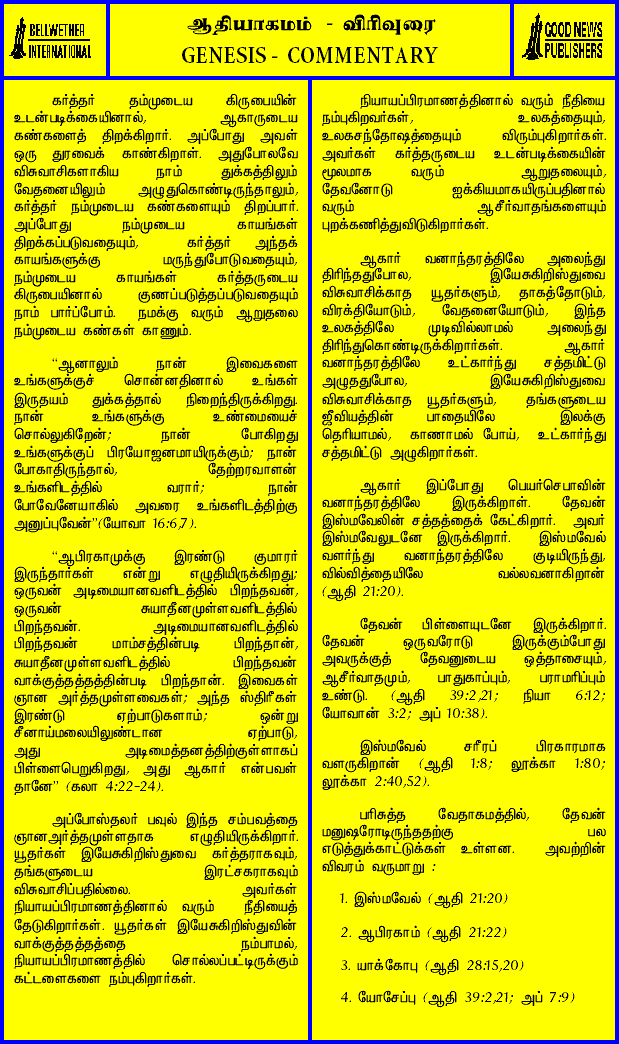 BELLWETHER
INTERNATIONAL
ஆதியாகமம் - விரிவுரை
GENESIS - COMMENTARY
GOOD NEWS
PUBLISHERS
கர்த்தர் தம்முடைய கிருபையின்
உடன்படிக்கையினால், ஆகாருடைய
கண்களைத் திறக்கிறார். அப்போது அவள்
ஒரு துரவைக் காண்கிறாள். அதுபோலவே
விசுவாசிகளாகிய நாம் துக்கத்திலும்
வேதனையிலும் அழுதுகொண்டிருந்தாலும்,
கர்த்தர் நம்முடைய கண்களையும் திறப்பார்.
அப்போது நம்முடைய காயங்கள்
திறக்கப்படுவதையும், கர்த்தர் அந்தக்
காயங்களுக்கு மருந்துபோடுவதையும்,
நம்முடைய காயங்கள் கர்த்தருடைய
கிருபையினால் குணப்படுத்தப்படுவதையும்
நாம் பார்ப்போம். நமக்கு வரும் ஆறுதலை
நம்முடைய கண்கள் காணும்.
“ஆனாலும் நான் இவைகளை
உங்களுக்குச் சொன்னதினால் உங்கள்
இருதயம் துக்கத்தால் நிறைந்திருக்கிறது.
நான் உங்களுக்கு உண்மையைச்
சொல்லுகிறேன்; நான் போகிறது
உங்களுக்குப் பிரயோஜனமாயிருக்கும்; நான்
போகாதிருந்தால், தேற்றரவாளன்
உங்களிடத்தில் வரார்; நான்
போவேனேயாகில் அவரை உங்களிடத்திற்கு
அனுப்புவேன்”(யோவா 16:6,7).
“ஆபிரகாமுக்கு இரண்டு குமாரர்
இருந்தார்கள் என்று எழுதியிருக்கிறது;
ஒருவன் அடிமையானவளிடத்தில் பிறந்தவன்,
ஒருவன் சுயாதீனமுள்ளவளிடத்தில்
பிறந்தவன். அடிமையானவளிடத்தில்
பிறந்தவன் மாம்சத்தின்படி பிறந்தான்,
சுயாதீனமுள்ளவளிடத்தில் பிறந்தவன்
வாக்குத்தத்தத்தின்படி பிறந்தான். இவைகள்
ஞான அர்த்தமுள்ளவைகள்; அந்த ஸ்திரீகள்
இரண்டு ஏற்பாடுகளாம்; ஒன்று
சீனாய்மலையிலுண்டான ஏற்பாடு,
அது அடிமைத்தனத்திற்குள்ளாகப்
பிள்ளைபெறுகிறது, அது ஆகார் என்பவள்
தானே” (கலா 4:22-24).
அப்போஸ்தலர் பவுல் இந்த சம்பவத்தை
ஞானஅர்த்தமுள்ளதாக எழுதியிருக்கிறார்.
யூதர்கள் இயேசுகிறிஸ்துவை கர்த்தராகவும்,
தங்களுடைய இரட்சகராகவும்
விசுவாசிப்பதில்லை. அவர்கள்
நியாயப்பிரமாணத்தினால் வரும் நீதியைத்
தேடுகிறார்கள். யூதர்கள் இயேசுகிறிஸ்துவின்
வாக்குத்தத்தத்தை நம்பாமல்,
நியாயப்பிரமாணத்தில் சொல்லப்பட்டிருக்கும்
கட்டளைகளை நம்புகிறார்கள்.
நியாயப்பிரமாணத்தினால் வரும் நீதியை
நம்புகிறவர்கள், உலகத்தையும்,
உலகசந்தோஷத்தையும் விரும்புகிறார்கள்.
அவர்கள் கர்த்தருடைய உடன்படிக்கையின்
மூலமாக வரும் ஆறுதலையும்,
தேவனோடு ஐக்கியமாகயிருப்பதினால்
வரும் ஆசீர்வாதங்களையும்
புறக்கணித்துவிடுகிறார்கள்.
ஆகார் வனாந்தரத்திலே அலைந்து
திரிந்ததுபோல, இயேசுகிறிஸ்துவை
விசுவாசிக்காத யூதர்களும், தாகத்தோடும்,
விரக்தியோடும், வேதனையோடும், இந்த
உலகத்திலே முடிவில்லாமல் அலைந்து
திரிந்துகொண்டிருக்கிறார்கள். ஆகார்
வனாந்தரத்திலே உட்கார்ந்து சத்தமிட்டு
அழுததுபோல, இயேசுகிறிஸ்துவை
விசுவாசிக்காத யூதர்களும், தங்களுடைய
ஜீவியத்தின் பாதையிலே இலக்கு
தெரியாமல், காணாமல் போய், உட்கார்ந்து
சத்தமிட்டு அழுகிறார்கள்.
ஆகார் இப்போது பெயர்செபாவின்
வனாந்தரத்திலே இருக்கிறாள். தேவன்
இஸ்மவேலின் சத்தத்தைக் கேட்கிறார். அவர்
இஸ்மவேலுடனே இருக்கிறார். இஸ்மவேல்
வளர்ந்து வனாந்தரத்திலே குடியிருந்து,
வில்வித்தையிலே வல்லவனாகிறான்
(ஆதி 21:20).
தேவன் பிள்ளையுடனே இருக்கிறார்.
தேவன் ஒருவரோடு இருக்கும்போது
அவருக்குத் தேவனுடைய ஒத்தாசையும்,
ஆசீர்வாதமும், பாதுகாப்பும், பராமரிப்பும்
உண்டு. (ஆதி 39:2,21; நியா 6:12;
யோவான் 3:2; அப் 10:38).
இஸ்மவேல் சரீரப் பிரகாரமாக
வளருகிறான் (ஆதி 1:8; லூக்கா 1:80;
லூக்கா 2:40,52).
பரிசுத்த வேதாகமத்தில், தேவன்
மனுஷரோடிருந்ததற்கு பல
எடுத்துக்காட்டுக்கள் உள்ளன. அவற்றின்
விவரம் வருமாறு :
1. இஸ்மவேல் (ஆதி 21:20)
2. ஆபிரகாம் (ஆதி 21:22)
3. யாக்கோபு (ஆதி 28:15,20)
4. யோசேப்பு (ஆதி 39:2,21; அப் 7:9)